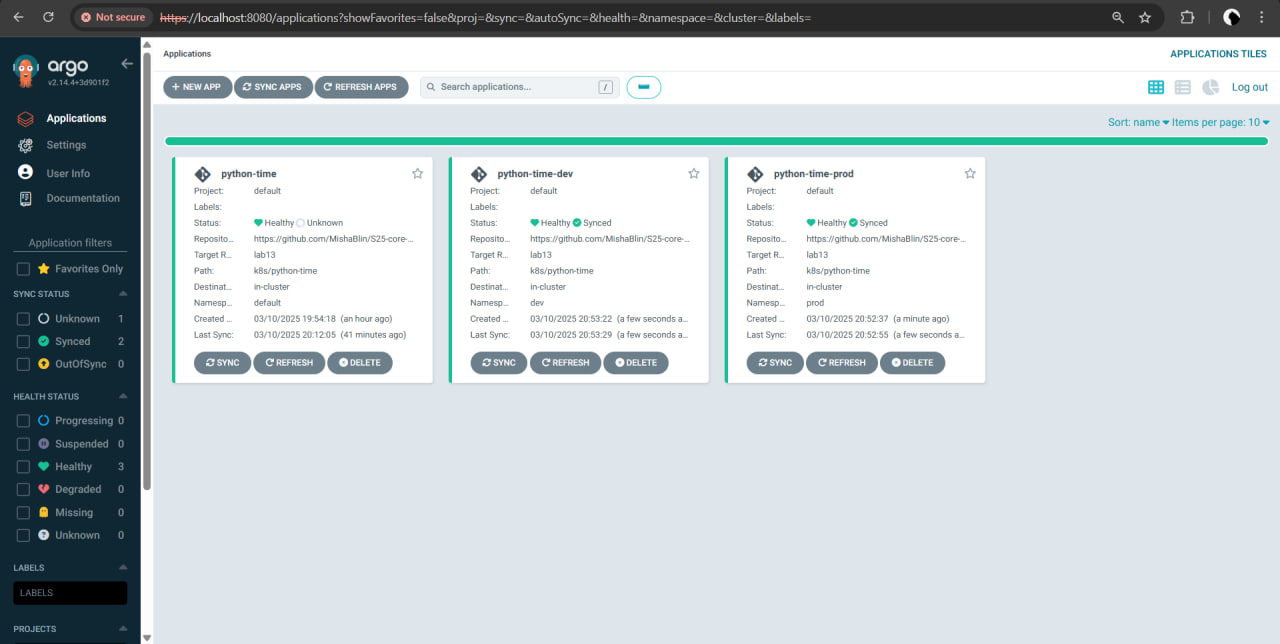 Not secure https://localhost:8080/applications?showFavorites=false&proj=&sync=&autoSync=&health=&namespace=&cluster=&labels=
argo
v2.14.4+3d901f2
Applications
Settings
User Info
Documentation
Application filters
Favorites Only
SYNC STATUS
Unknown 1
Synced 2
OutOfSync 0
HEALTH STATUS
Progressing 0
Suspended 0
Healthy 3
Degraded 0
Missing 0
Unknown 0
LABELS
LABELS
PROJECTS
Applications
APPLICATIONS TILES
+ NEW APP SYNC APPS REFRESH APPS Search applications... / Log out
Sort: name Items per page: 10
python-time
Project: default
Labels:
Status: Healthy Unknown
Reposito... https://github.com/MishaBlin/S25-core-...
Target R... lab13
Path: k8s/python-time
Destinat... in-cluster
Namesp... default
Created ... 03/10/2025 19:54:18 (an hour ago)
Last Sync: 03/10/2025 20:12:05 (41 minutes ago)
SYNC REFRESH DELETE
python-time-dev
Project: default
Labels:
Status: Healthy Synced
Reposito... https://github.com/MishaBlin/S25-core-...
Target R... lab13
Path: k8s/python-time
Destinat... in-cluster
Namesp... dev
Created ... 03/10/2025 20:53:22 (a few seconds a...
Last Sync: 03/10/2025 20:53:29 (a few seconds a...
SYNC REFRESH DELETE
python-time-prod
Project: default
Labels:
Status: Healthy Synced
Reposito... https://github.com/MishaBlin/S25-core-...
Target R... lab13
Path: k8s/python-time
Destinat... in-cluster
Namesp... prod
Created ... 03/10/2025 20:52:37 (a minute ago)
Last Sync: 03/10/2025 20:52:55 (a few seconds a...
SYNC REFRESH DELETE